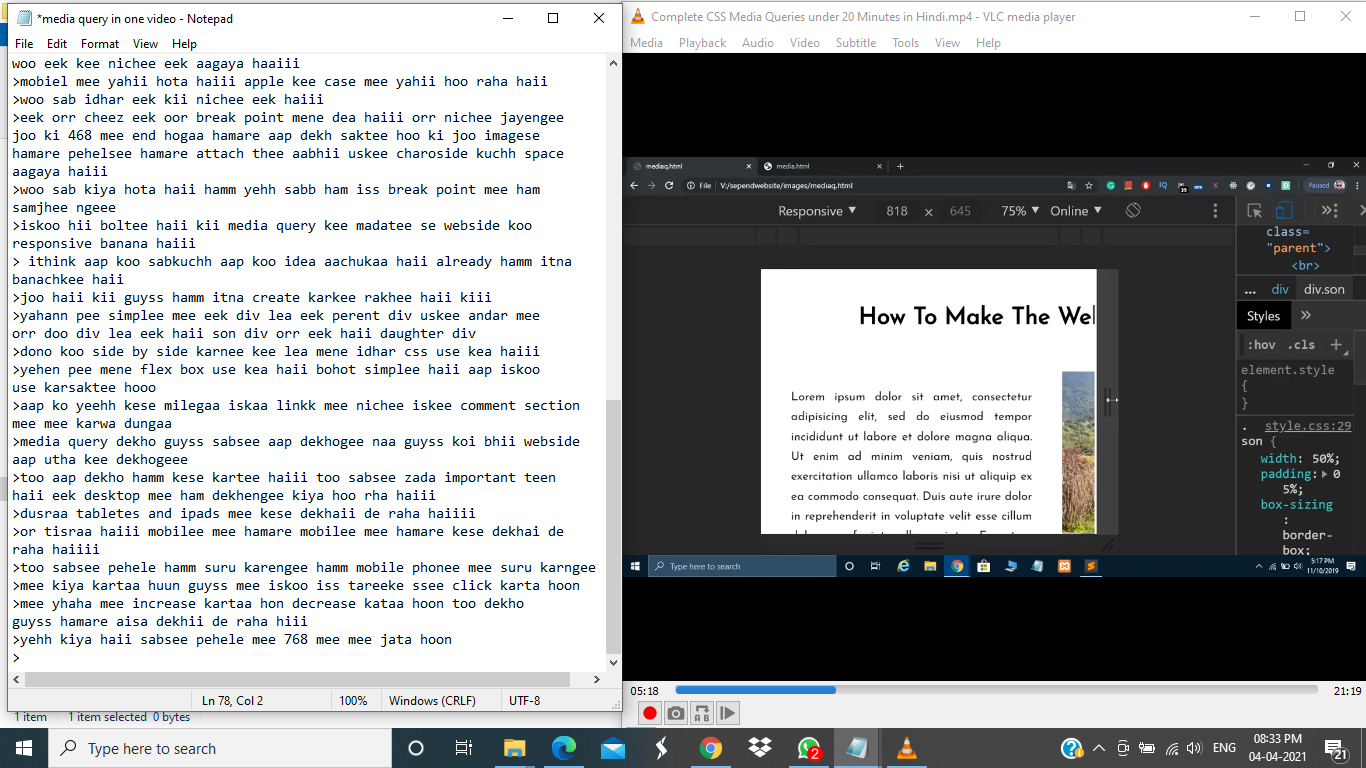 *media query in one video - Notepad
File Edit Format View Help
woo eek kee nichee eek aagaya haaiii
>mobiel mee yahii hota haiii apple kee case mee yahii hoo raha haii
>woo sab idhar eek kii nichee eek haiii
>eek orr cheez eek oor break point mene dea haiii orr nichee jayengee
joo ki 468 mee end hogaa hamare aap dekh saktee hoo ki joo imagese
hamare pehelsee hamare attach thee aabhii uskee charoside kuchh space
aagaya haiii
>woo sab kiya hota haii hamm yehh sabb ham iss break point mee ham
samjhee ngeee
>iskoo hii boltee haii kii media query kee madatee se webside koo
responsive banana haiii
> ithink aap koo sabkuchh aap koo idea aachukaa haii already hamm itna
banachkee haii
>joo haii kii guyss hamm itna create karkee rakhee haii kiii
>yahann pee simplee mee eek div lea eek perent div uskee andar mee
orr doo div lea eek haii son div orr eek haii daughter div
>dono koo side by side karnee kee lea mene idhar css use kea haiii
>yehen pee mene flex box use kea haii bohot simplee haii aap iskoo
use karsaktee hooo
>aap ko yeehh kese milegaa iskaa linkk mee nichee iskee comment section
mee mee karwa dungaa
>media query dekho guyss sabsee aap dekhogee naa guyss koi bhii webside
aap utha kee dekhogeee
>too aap dekho hamm kese kartee haiii too sabsee zada important teen
haii eek desktop mee ham dekhengee kiya hoo rha haiii
>dusraa tabletes and ipads mee kese dekhaii de raha haiiii
>or tisraa haiii mobilee mee hamare mobilee mee hamare kese dekhai de
raha haiiii
>too sabsee pehele hamm suru karengee hamm mobile phonee mee suru karngee
>mee kiya kartaa huun guyss mee iskoo iss tareeke ssee click karta hoon
>mee yhaha mee increase kartaa hon decrease kataa hoon too dekho
guyss hamare aisa dekhii de raha hiii
>yehh kiya haii sabsee pehele mee 768 mee mee jata hoon
>
Ln 78, Col 2 100% Windows (CRLF) UTF-8
1 item 1 item selected 0 bytes
Complete CSS Media Queries under 20 Minutes in Hindi.mp4 - VLC media player
Media Playback Audio Video Subtitle Tools View Help
mediaq.html media.html
File V:/sependwebsite/images/mediaq.html Paused
Responsive 818 x 645 75% Online
How To Make The Wel
Lorem ipsum dolor sit amet, consectetur
adipisicing elit, sed do eiusmod tempor
incididunt ut labore et dolore magna aliqua.
Ut enim ad minim veniam, quis nostrud
exercitation ullamco laboris nisi ut aliquip ex
ea commodo consequat. Duis aute irure dolor
in reprehenderit in voluptate velit esse cillum
class=
"parent">
<br>
... div div.son
Styles
:hov .cls +
element.style
{
}
. style.css:29
son {
width: 50%;
padding: 0
5%;
box-sizing
:
border-
box;
Type here to search
5:17 PM
11/10/2019
05:18 21:19
Type here to search
2
ENG
08:33 PM
04-04-2021
21